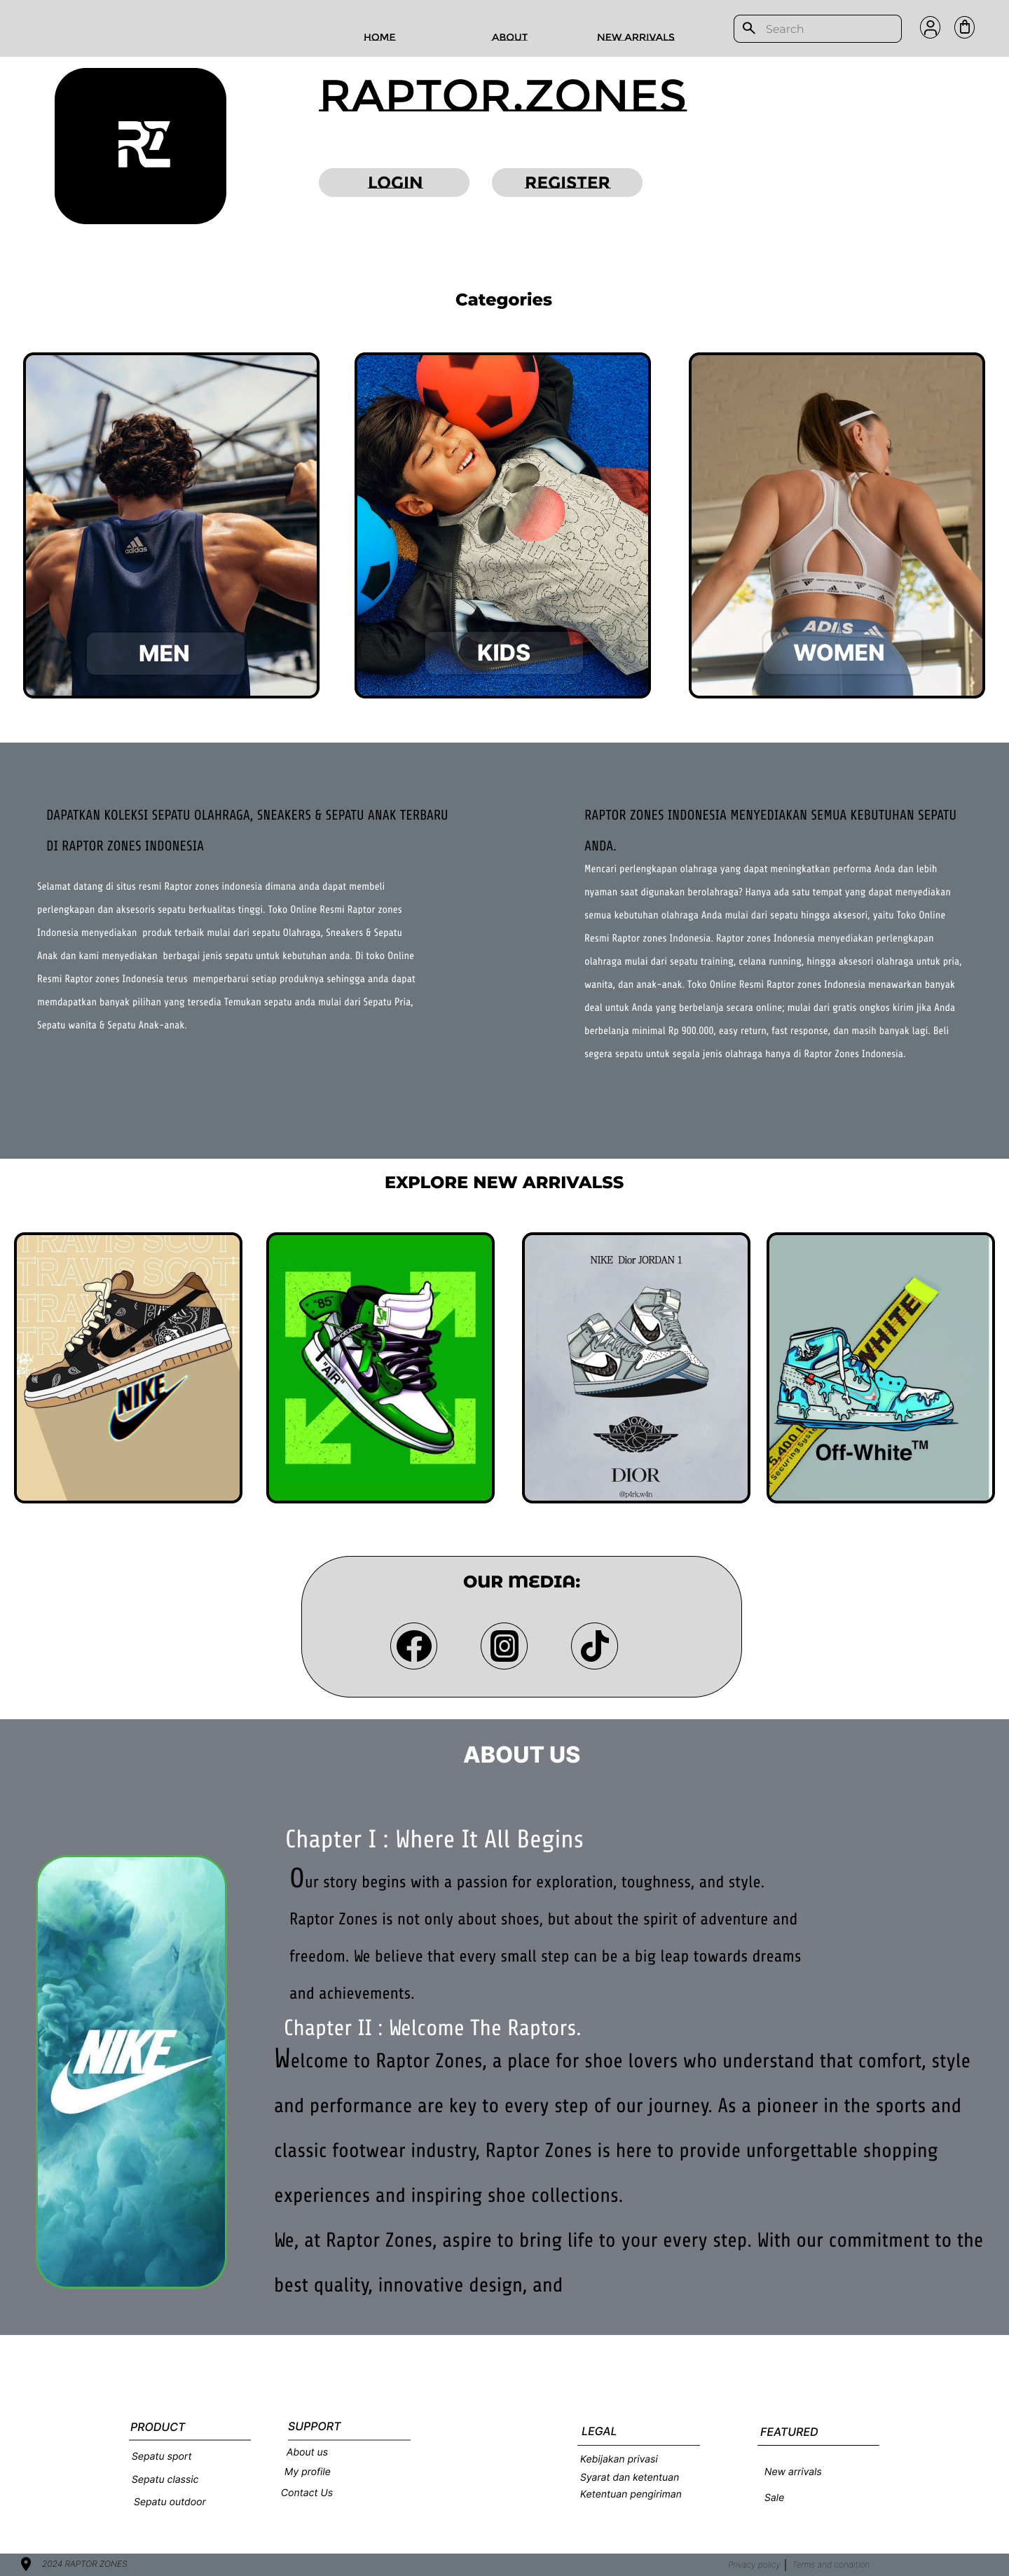 HOME
ABOUT
NEW ARRIVALS
Search
RZ
RAPTOR.ZONES
LOGIN
REGISTER
Categories
adidas
MEN
KIDS
ADIDAS
WOMEN
DAPATKAN KOLEKSI SEPATU OLAHRAGA, SNEAKERS & SEPATU ANAK TERBARU
DI RAPTOR ZONES INDONESIA
Selamat datang di situs resmi Raptor zones indonesia dimana anda dapat membeli
perlengkapan dan aksesoris sepatu berkualitas tinggi. Toko Online Resmi Raptor zones
Indonesia menyediakan produk terbaik mulai dari sepatu Olahraga, Sneakers & Sepatu
Anak dan kami menyediakan berbagai jenis sepatu untuk kebutuhan anda. Di toko Online
Resmi Raptor zones Indonesia terus memperbarui setiap produknya sehingga anda dapat
memdapatkan banyak pilihan yang tersedia Temukan sepatu anda mulai dari Sepatu Pria,
Sepatu wanita & Sepatu Anak-anak.
RAPTOR ZONES INDONESIA MENYEDIAKAN SEMUA KEBUTUHAN SEPATU
ANDA.
Mencari perlengkapan olahraga yang dapat meningkatkan performa Anda dan lebih
nyaman saat digunakan berolahraga? Hanya ada satu tempat yang dapat menyediakan
semua kebutuhan olahraga Anda mulai dari sepatu hingga aksesori, yaitu Toko Online
Resmi Raptor zones Indonesia. Raptor zones Indonesia menyediakan perlengkapan
olahraga mulai dari sepatu training, celana running, hingga aksesori olahraga untuk pria,
wanita, dan anak-anak. Toko Online Resmi Raptor zones Indonesia menawarkan banyak
deal untuk Anda yang berbelanja secara online; mulai dari gratis ongkos kirim jika Anda
berbelanja minimal Rp 900.000, easy return, fast response, dan masih banyak lagi. Beli
segera sepatu untuk segala jenis olahraga hanya di Raptor Zones Indonesia.
EXPLORE NEW ARRIVALSS
TRAVIS SCOT
TRAVIS SCOT
TRAV
TRA
NIKE
"85"
"AIR"
NIKE Dior JORDAN 1
AIR JORDAN
DIOR
@p4rk.w4n
WHITE
5,400 l
Securing Syste
Off-White™
OUR MEDIA:
ABOUT US
Chapter I : Where It All Begins
Our story begins with a passion for exploration, toughness, and style.
Raptor Zones is not only about shoes, but about the spirit of adventure and
freedom. We believe that every small step can be a big leap towards dreams
and achievements.
Chapter II : Welcome The Raptors.
Welcome to Raptor Zones, a place for shoe lovers who understand that comfort, style
and performance are key to every step of our journey. As a pioneer in the sports and
classic footwear industry, Raptor Zones is here to provide unforgettable shopping
experiences and inspiring shoe collections.
We, at Raptor Zones, aspire to bring life to your every step. With our commitment to the
best quality, innovative design, and
NIKE
PRODUCT
Sepatu sport
Sepatu classic
Sepatu outdoor
SUPPORT
About us
My profile
Contact Us
LEGAL
Kebijakan privasi
Syarat dan ketentuan
Ketentuan pengiriman
FEATURED
New arrivals
Sale
2024 RAPTOR ZONES
Privacy policy | Terms and condition